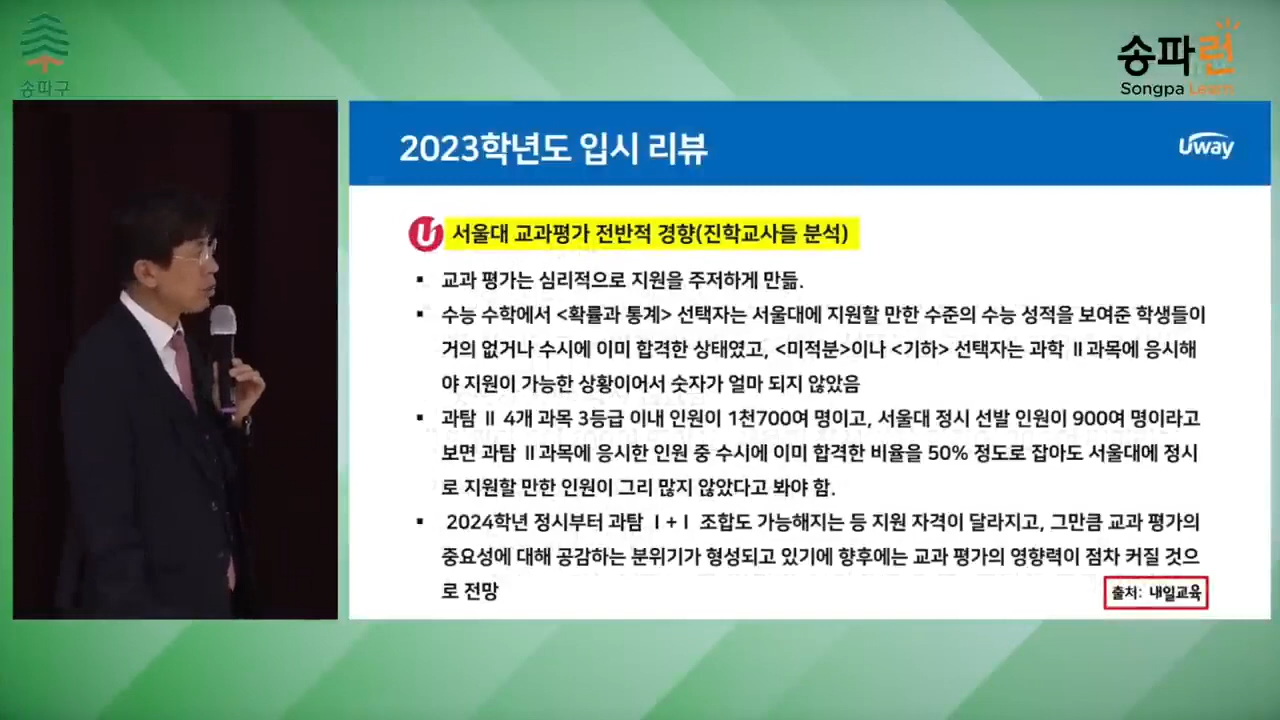 송파구
송파런
Songpa Learn
2023학년도 입시 리뷰
Uway
서울대 교과평가 전반적 경향(진학교사들 분석)
▪ 교과 평가는 심리적으로 지원을 주저하게 만듦.
▪ 수능 수학에서 <확률과 통계> 선택자는 서울대에 지원할 만한 수준의 수능 성적을 보여준 학생들이
거의 없거나 수시에 이미 합격한 상태였고, <미적분>이나 <기하> 선택자는 과학 Ⅱ과목에 응시해
야 지원이 가능한 상황이어서 숫자가 얼마 되지 않았음
▪ 과탐 Ⅱ 4개 과목 3등급 이내 인원이 1천700여 명이고, 서울대 정시 선발 인원이 900여 명이라고
보면 과탐 Ⅱ과목에 응시한 인원 중 수시에 이미 합격한 비율을 50% 정도로 잡아도 서울대에 정시
로 지원할 만한 인원이 그리 많지 않았다고 봐야 함.
▪ 2024학년 정시부터 과탐 Ⅰ+Ⅰ 조합도 가능해지는 등 지원 자격이 달라지고, 그만큼 교과 평가의
중요성에 대해 공감하는 분위기가 형성되고 있기에 향후에는 교과 평가의 영향력이 점차 커질 것으
로 전망
출처: 내일교육